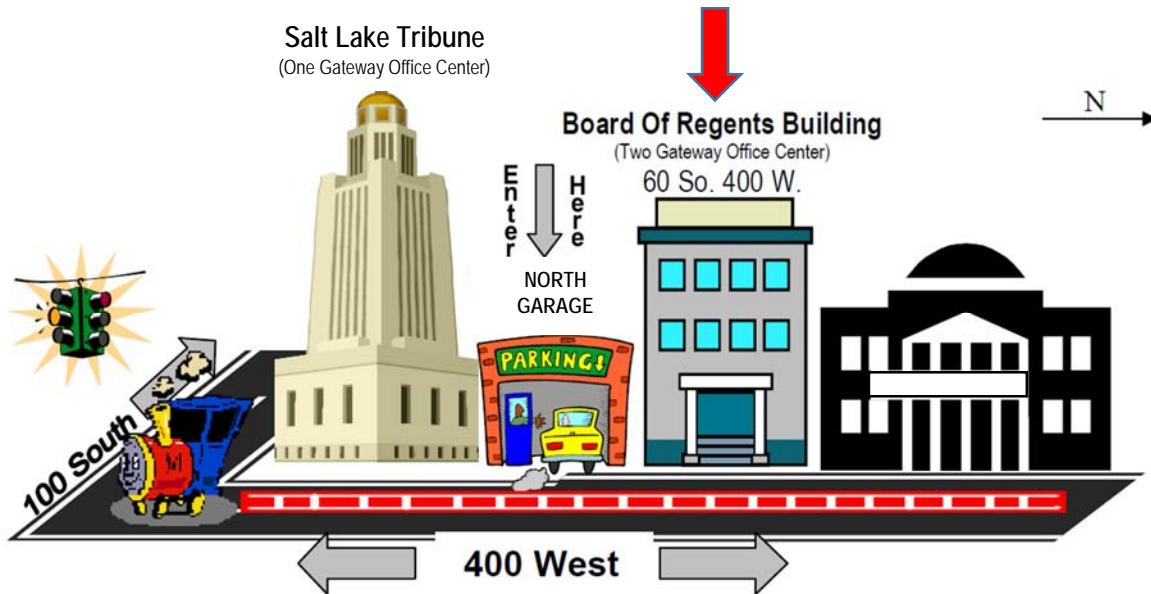 Salt Lake Tribune
(One Gateway Office Center)
Board Of Regents Building
(Two Gateway Office Center)
60 So. 400 W.
N
Enter
Here
NORTH
GARAGE
PARKING
100 South
400 West